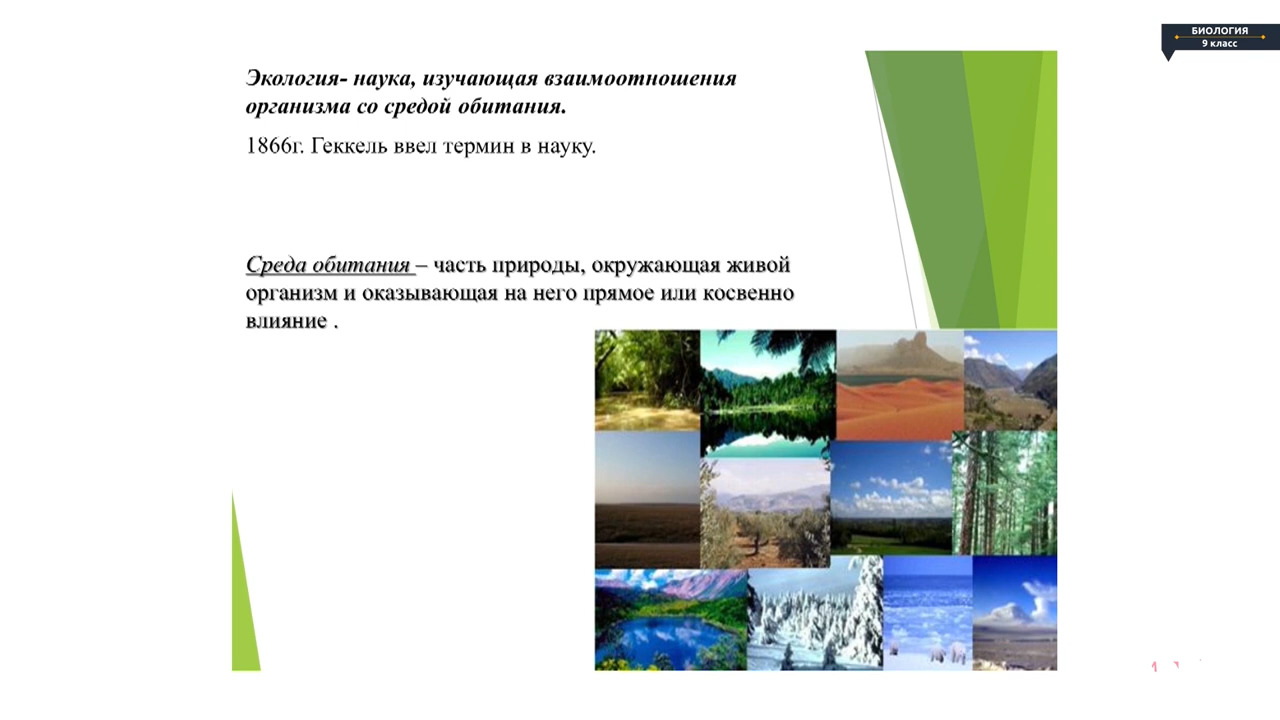 БИОЛОГИЯ
9 класс
Экология- наука, изучающая взаимоотношения
организма со средой обитания.
1866г. Геккель ввел термин в науку.
Среда обитания – часть природы, окружающая живой
организм и оказывающая на него прямое или косвенно
влияние .